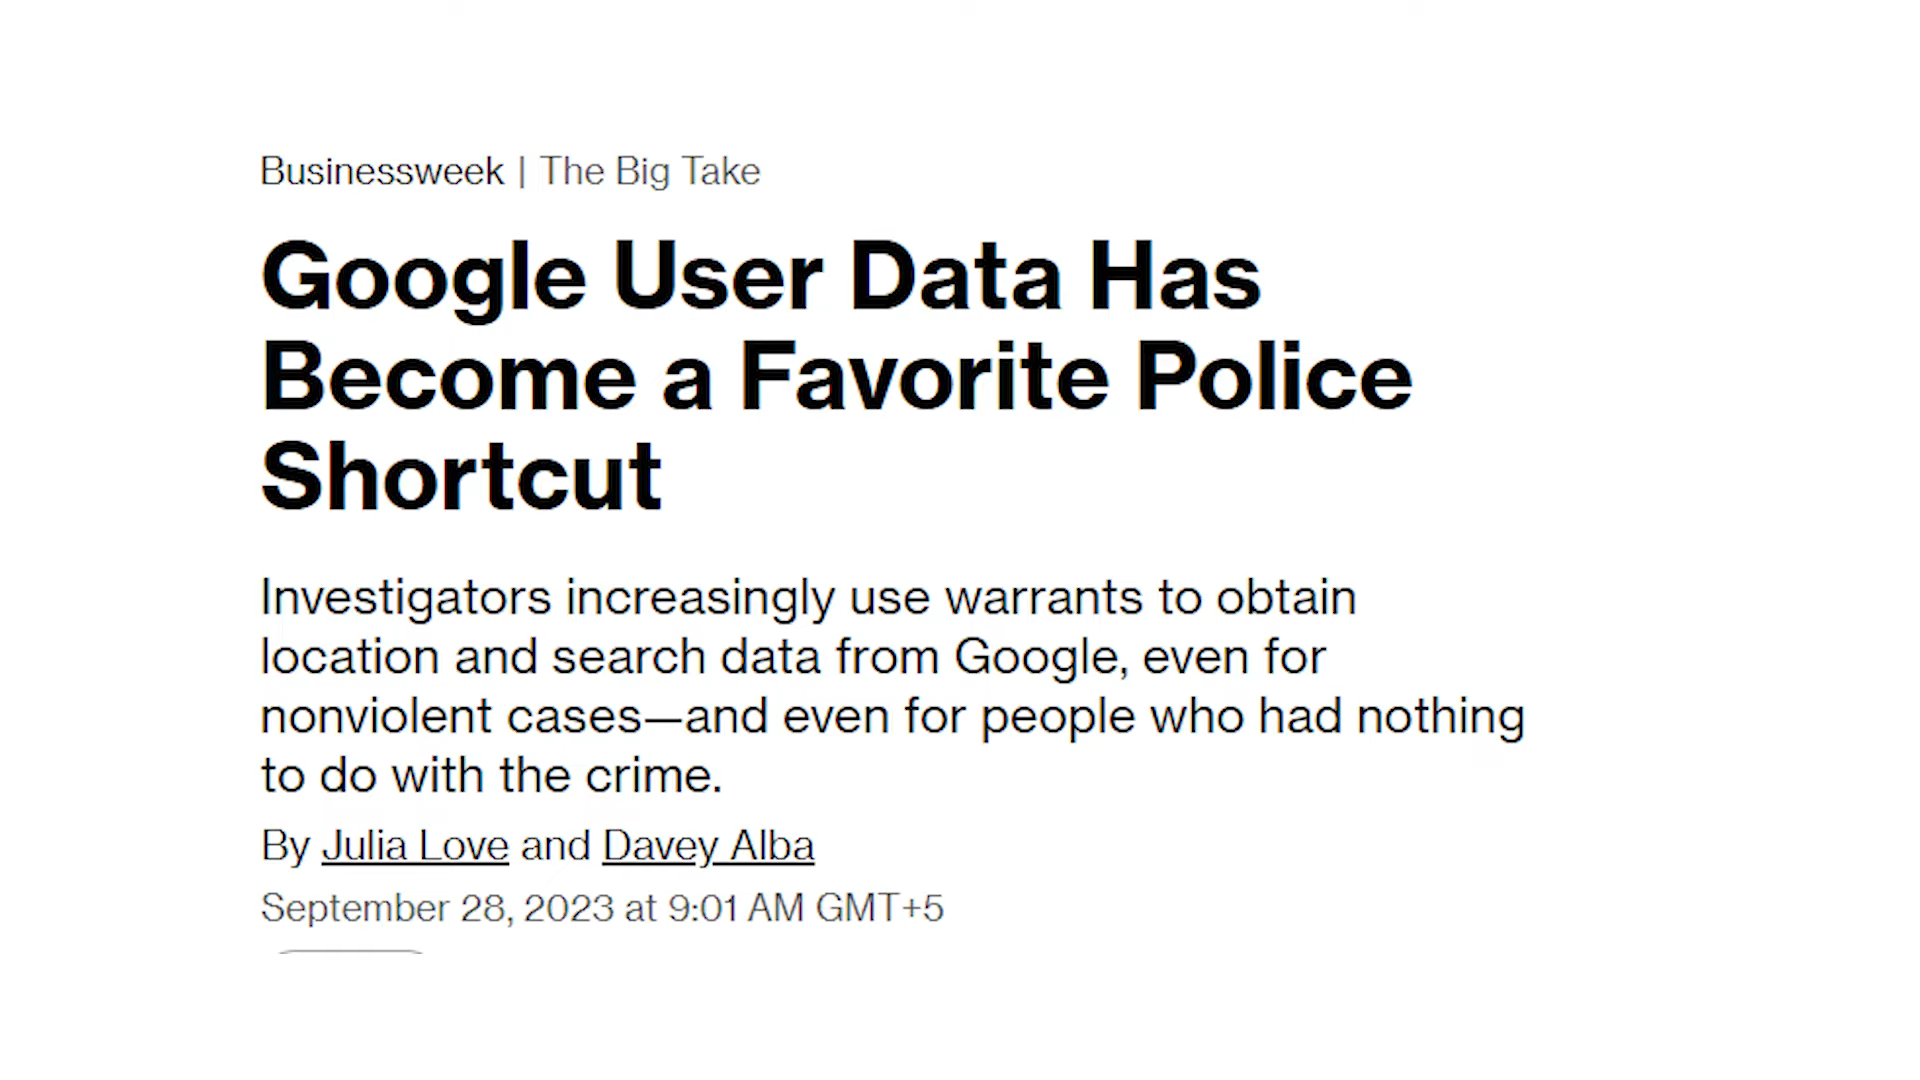 Businessweek | The Big Take
Google User Data Has
Become a Favorite Police
Shortcut
Investigators increasingly use warrants to obtain
location and search data from Google, even for
nonviolent cases—and even for people who had nothing
to do with the crime.
By Julia Love and Davey Alba
September 28, 2023 at 9:01 AM GMT+5